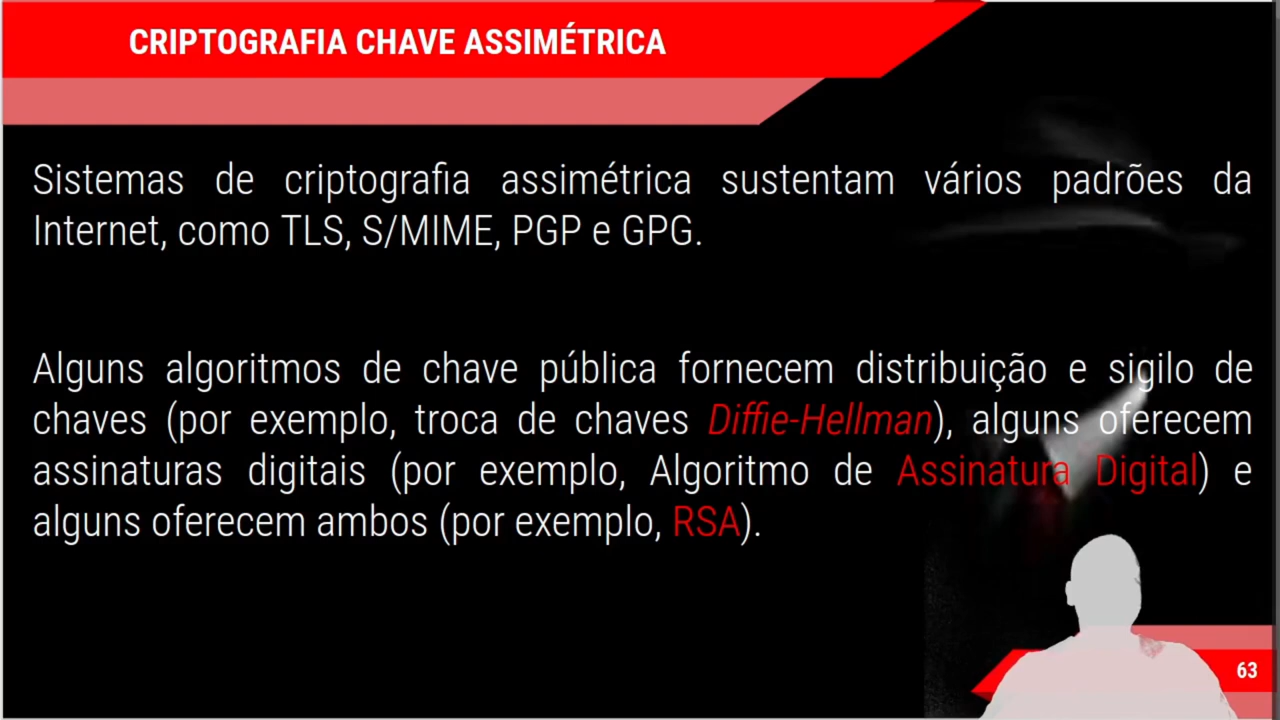 CRIPTOGRAFIA CHAVE ASSIMÉTRICA
Sistemas de criptografia assimétrica sustentam vários padrões da
Internet, como TLS, S/MIME, PGP e GPG.
Alguns algoritmos de chave pública fornecem distribuição e sigilo de
chaves (por exemplo, troca de chaves Diffie-Hellman), alguns oferecem
assinaturas digitais (por exemplo, Algoritmo de Assinatura Digital) e
alguns oferecem ambos (por exemplo, RSA).
63